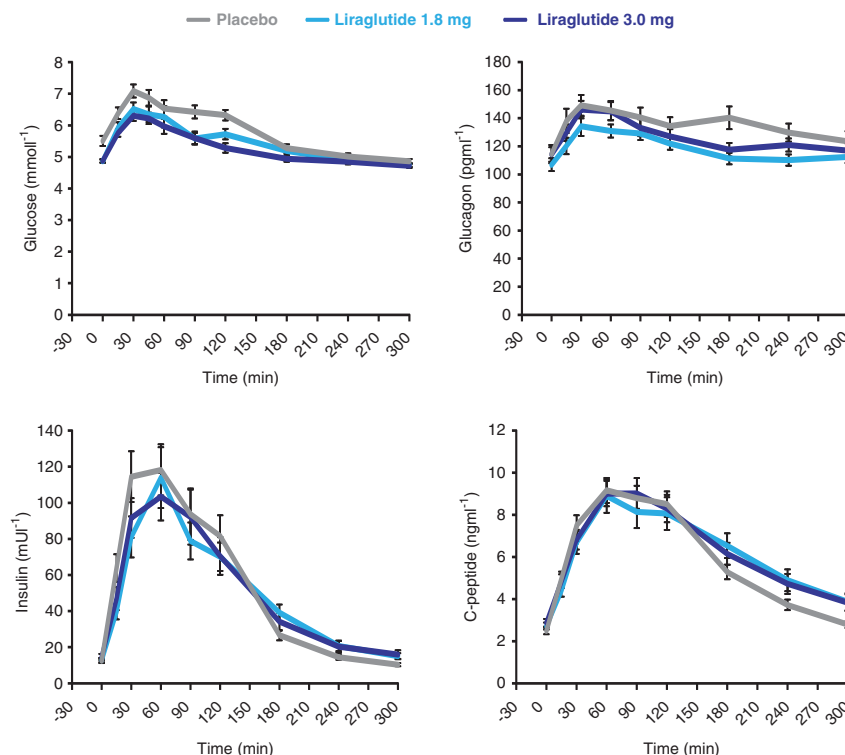 Placebo Liraglutide 1.8 mg Liraglutide 3.0 mg
Glucose (mmoll-1)
8
7
6
5
4
3
2
1
0
-30 0 30 60 90 120 150 180 210 240 270 300
Time (min)
Glucagon (pgml-1)
180
160
140
120
100
80
60
40
20
0
-30 0 30 60 90 120 150 180 210 240 270 300
Time (min)
Insulin (mUl-1)
140
120
100
80
60
40
20
0
-30 0 30 60 90 120 150 180 210 240 270 300
Time (min)
C-peptide (ngml-1)
12
10
8
6
4
2
0
-30 0 30 60 90 120 150 180 210 240 270 300
Time (min)